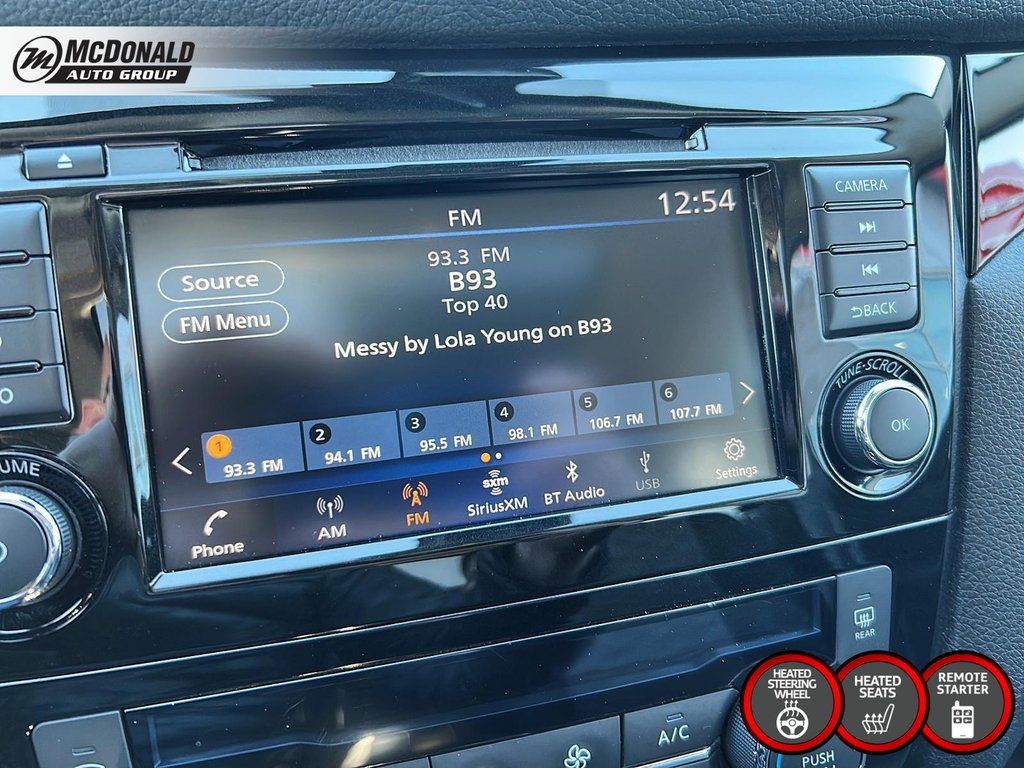 McDONALD
AUTO GROUP
FM
12:54
CAMERA
93.3 FM
Source
B93
Top 40
FM Menu
Messy by Lola Young on B93
BACK
TUNE·SCROLL
OK
1
2
3
4
5
6
93.3 FM
94.1 FM
95.5 FM
98.1 FM
106.7 FM
107.7 FM
VOLUME
Phone
AM
FM
sxm
SiriusXM
BT Audio
USB
Settings
REAR
A/C
PUSH
HEATED
STEERING
WHEEL
HEATED
SEATS
REMOTE
STARTER